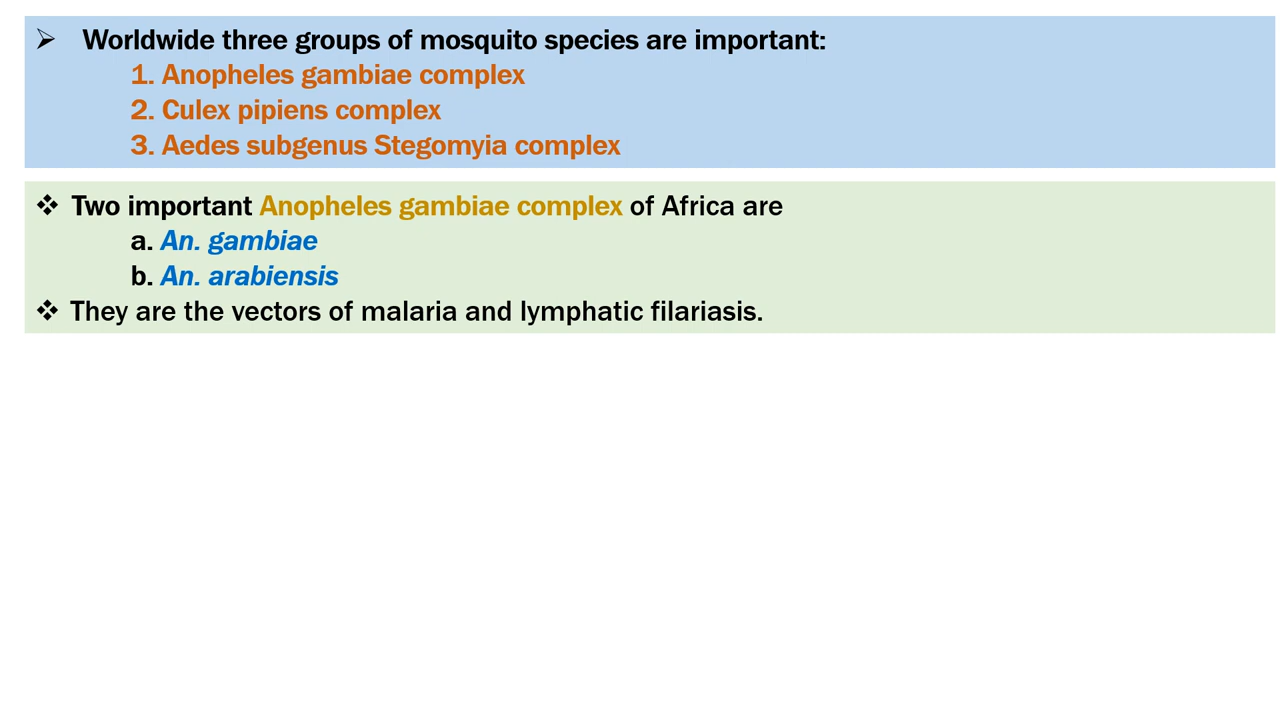 ➢ Worldwide three groups of mosquito species are important:
1. Anopheles gambiae complex
2. Culex pipiens complex
3. Aedes subgenus Stegomyia complex
❖ Two important Anopheles gambiae complex of Africa are
a. An. gambiae
b. An. arabiensis
❖ They are the vectors of malaria and lymphatic filariasis.